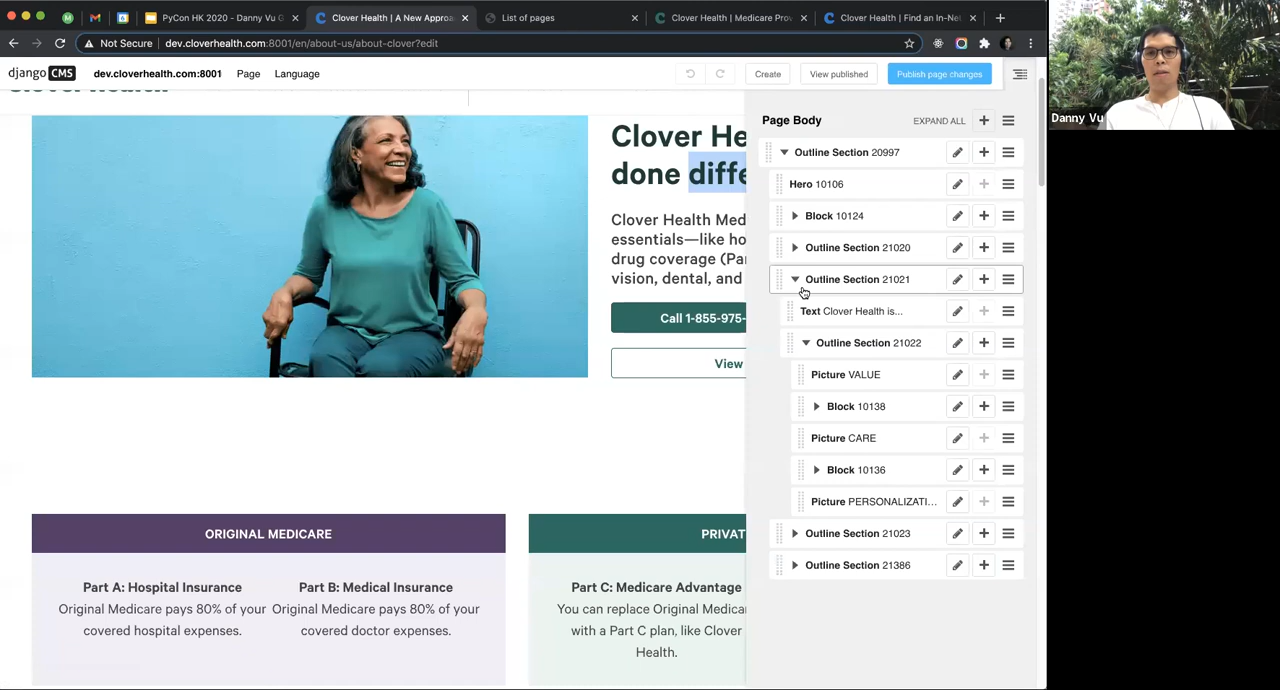 PyCon HK 2020 - Danny Vu G
Clover Health | A New Approa
List of pages
Clover Health | Medicare Prov
Clover Health | Find an In-Net
Not Secure
dev.cloverhealth.com:8001/en/about-us/about-clover?edit
django CMS
dev.cloverhealth.com:8001
Page
Language
Create
View published
Publish page changes
Danny Vu
Clover He
done diffe
Clover Health Med
essentials—like ho
drug coverage (Par
vision, dental, and
Call 1-855-975-
View
ORIGINAL MEDICARE
Part A: Hospital Insurance
Original Medicare pays 80% of your
covered hospital expenses.
Part B: Medical Insurance
Original Medicare pays 80% of your
covered doctor expenses.
PRIVAT
Part C: Medicare Advantage
You can replace Original Medica
with a Part C plan, like Clover
Health.
Page Body
EXPAND ALL
Outline Section 20997
Hero 10106
Block 10124
Outline Section 21020
Outline Section 21021
Text Clover Health is...
Outline Section 21022
Picture VALUE
Block 10138
Picture CARE
Block 10136
Picture PERSONALIZATI...
Outline Section 21023
Outline Section 21386